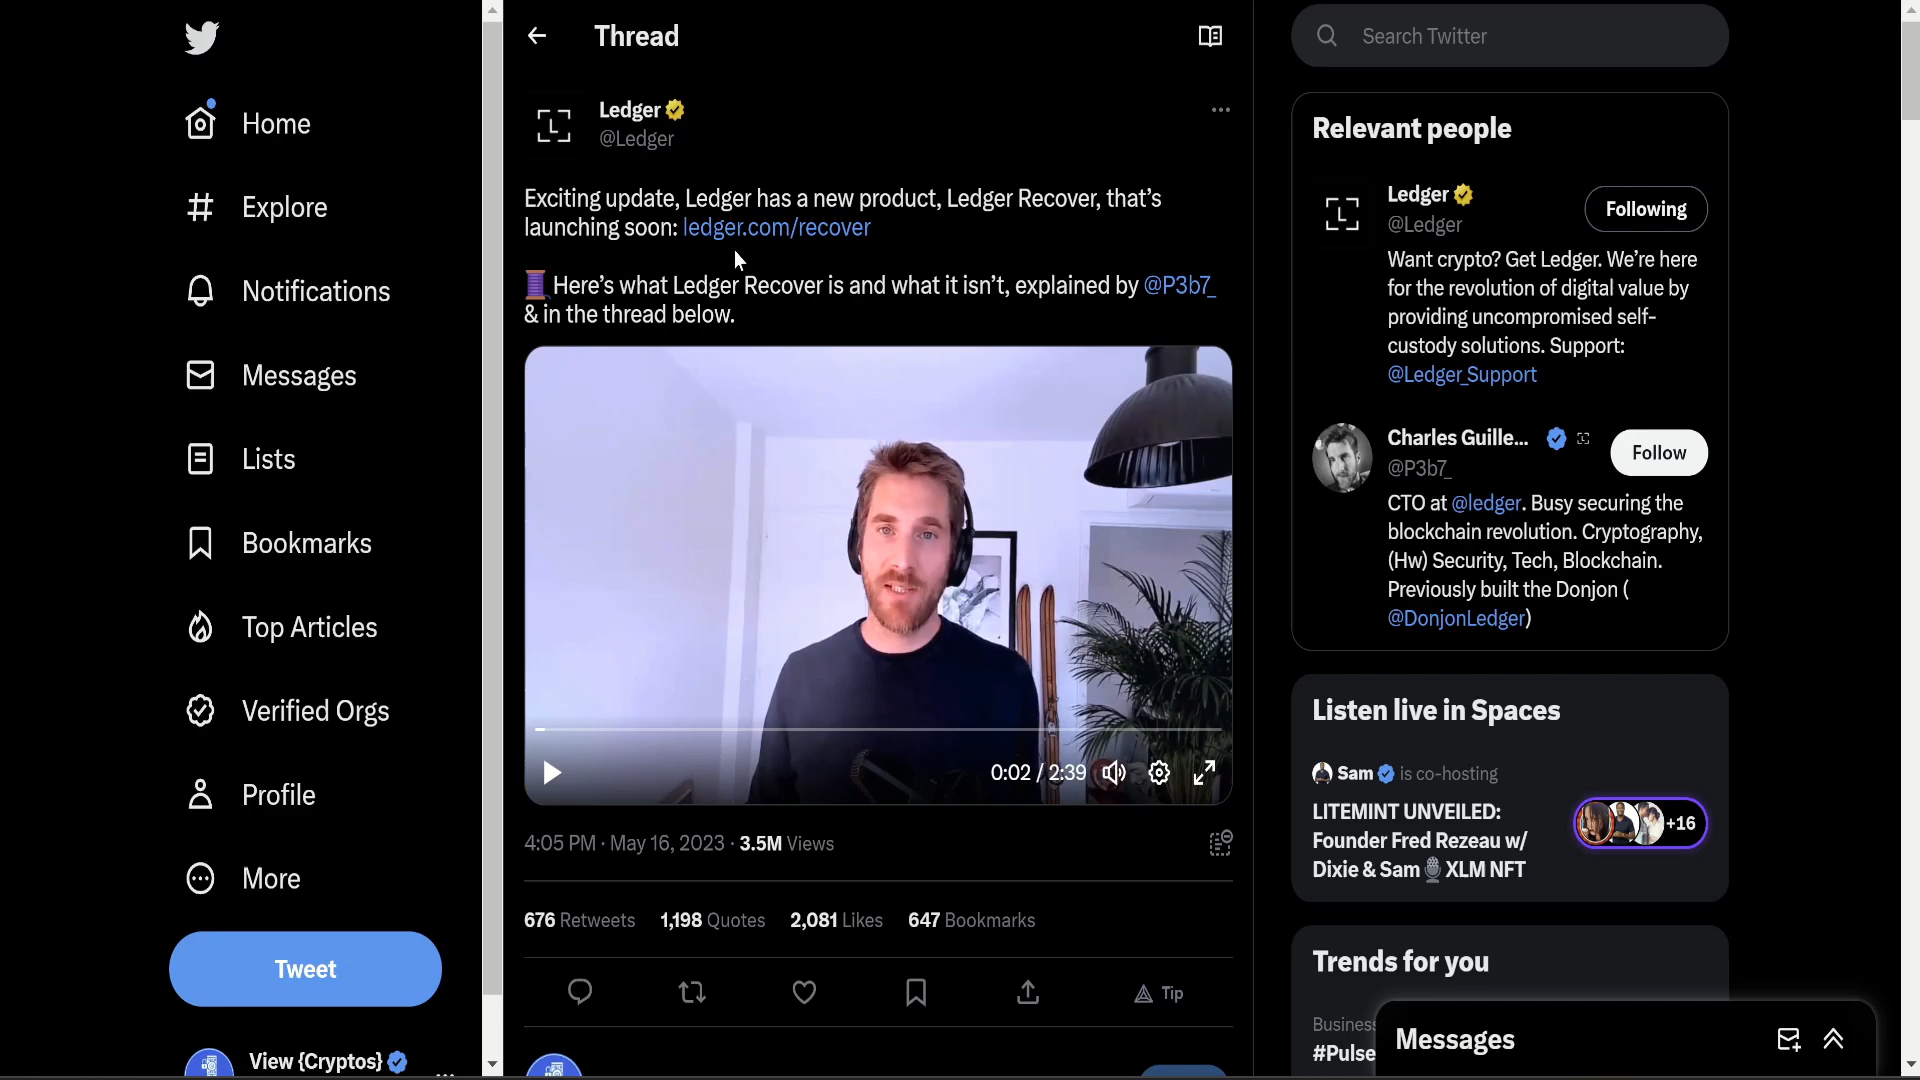 Home
Explore
Notifications
Messages
Lists
Bookmarks
Top Articles
Verified Orgs
Profile
More
Tweet
View {Cryptos}
Thread
Ledger
@Ledger
Exciting update, Ledger has a new product, Ledger Recover, that's
launching soon: ledger.com/recover
Here's what Ledger Recover is and what it isn't, explained by @P3b7_
& in the thread below.
0:02 / 2:39
4:05 PM · May 16, 2023 · 3.5M Views
676 Retweets 1,198 Quotes 2,081 Likes 647 Bookmarks
Tip
Search Twitter
Relevant people
Ledger
@Ledger
Following
Want crypto? Get Ledger. We're here
for the revolution of digital value by
providing uncompromised self-
custody solutions. Support:
@Ledger_Support
Charles Guille...
@P3b7_
Follow
CTO at @ledger. Busy securing the
blockchain revolution. Cryptography,
(Hw) Security, Tech, Blockchain.
Previously built the Donjon (
@DonjonLedger)
Listen live in Spaces
Sam is co-hosting
LITEMINT UNVEILED:
Founder Fred Rezeau w/
Dixie & Sam🎙XLM NFT
+16
Trends for you
Business
#Pulse
Messages